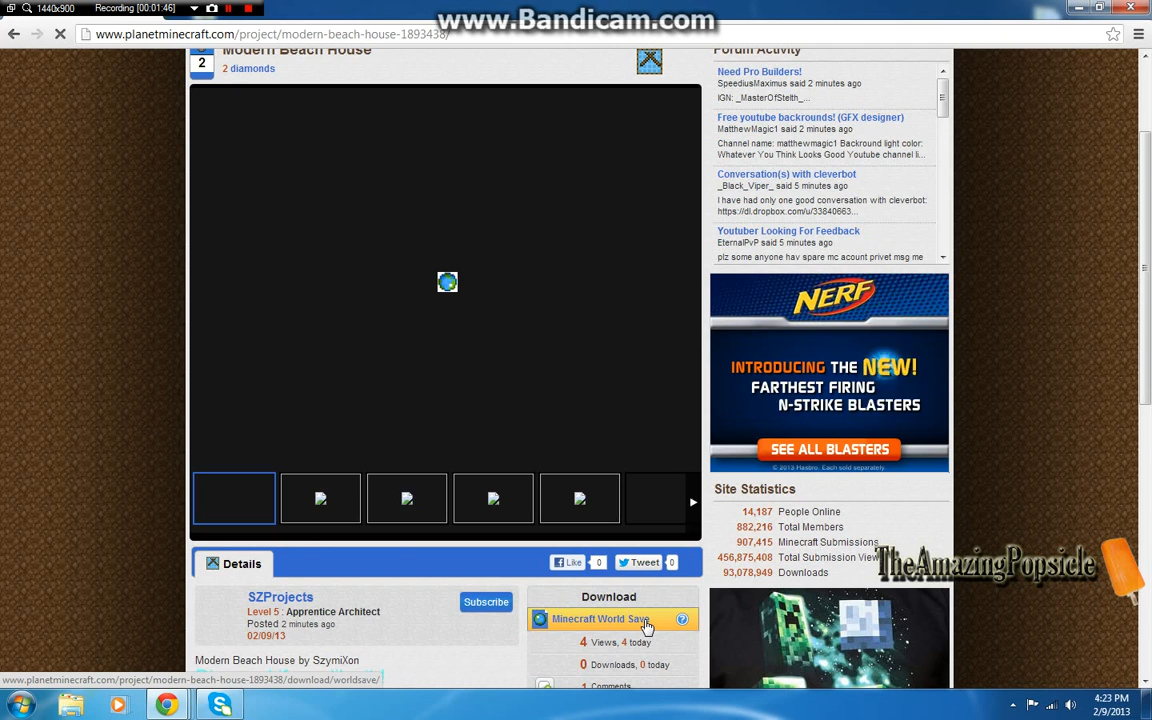 1440x900
Recording [00:01:46]
www.Bandicam.com
www.planetminecraft.com/project/modern-beach-house-1893438/
Modern Beach House
2
2 diamonds
Forum Activity
Need Pro Builders!
SpeediusMaximus said 2 minutes ago
IGN: _MasterOfStelth_...
Free youtube backrounds! (GFX designer)
MatthewMagic1 said 2 minutes ago
Channel name: matthewmagic1 Backround light color:
Whatever You Think Looks Good Youtube channel li...
Conversation(s) with cleverbot
_Black_Viper_ said 5 minutes ago
I have had only one good conversation with cleverbot:
https://dl.dropbox.com/u/33840663...
Youtuber Looking For Feedback
EternalPvP said 5 minutes ago
plz some anyone hav spare mc acount privet msg me
NERF
INTRODUCING THE NEW!
FARTHEST FIRING
N-STRIKE BLASTERS
SEE ALL BLASTERS
© 2013 Hasbro. Each sold separately.
Site Statistics
14,187 People Online
882,216 Total Members
907,415 Minecraft Submissions
456,875,408 Total Submission View
93,078,949 Downloads
TheAmazingPopsicle
Details
Like 0
Tweet 0
SZProjects
Level 5 : Apprentice Architect
Posted 2 minutes ago
02/09/13
Subscribe
Download
Minecraft World Save
?
4 Views, 4 today
0 Downloads, 0 today
1 Comments
Modern Beach House by SzymiXon
www.planetminecraft.com/project/modern-beach-house-1893438/download/worldsave/
4:23 PM
2/9/2013